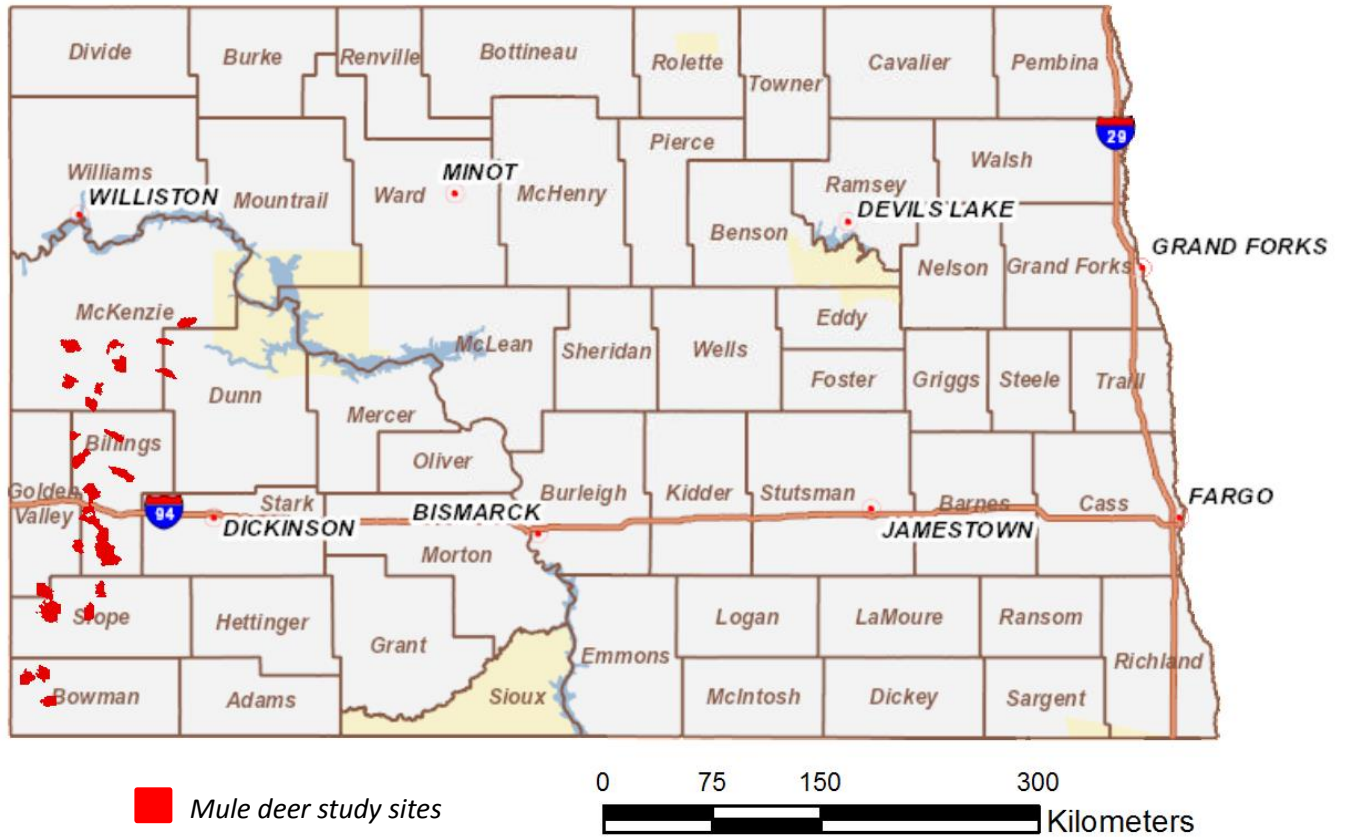 Divide
Burke
Renville
Bottineau
Rolette
Towner
Cavalier
Pembina
29
Pierce
Walsh
Williams
WILLISTON
Mountrail
Ward
MINOT
McHenry
Ramsey
DEVILS LAKE
Benson
Nelson
Grand Forks
GRAND FORKS
McKenzie
McLean
Sheridan
Wells
Eddy
Foster
Griggs
Steele
Traill
Dunn
Mercer
Oliver
Billings
Golden
Valley
94
Stark
DICKINSON
BISMARCK
Burleigh
Kidder
Stutsman
JAMESTOWN
Barnes
Cass
FARGO
Morton
Slope
Hettinger
Grant
Emmons
Logan
LaMoure
Ransom
Richland
Bowman
Adams
Sioux
McIntosh
Dickey
Sargent
Mule deer study sites
0 75 150 300
Kilometers